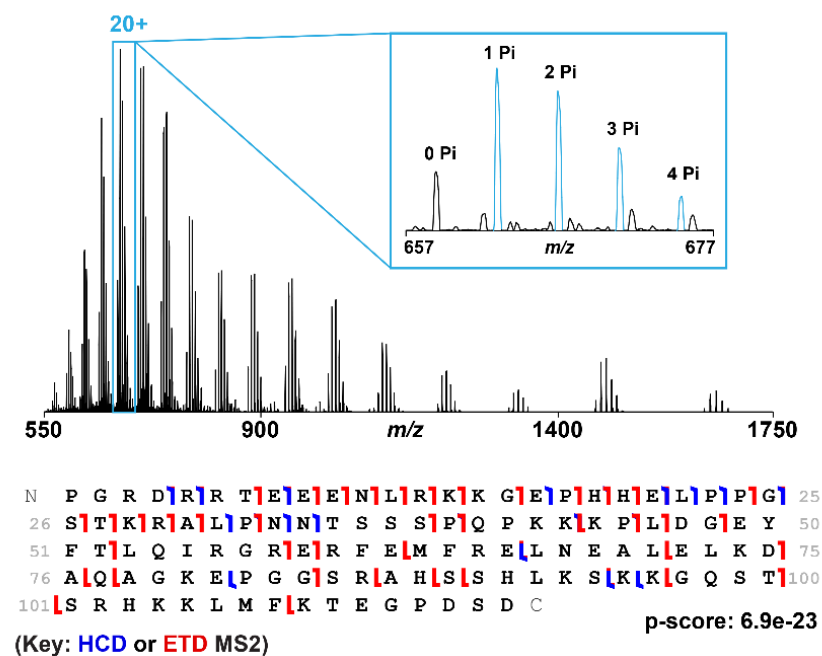 20+
1 Pi
2 Pi
3 Pi
0 Pi
4 Pi
657 m/z 677
550 900 m/z 1400 1750
N P G R D R R T E E E N L R K K G E P H H E L P P G 25
26 S T K R A L P N N T S S S P Q P K K K P L D G E Y 50
51 F T L Q I R G R E R F E M F R E L N E A L E L K D 75
76 A Q A G K E P G G S R A H S S H L K S K K G Q S T 100
101 S R H K K L M F K T E G P D S D C
p-score: 6.9e-23
(Key: HCD or ETD MS2)